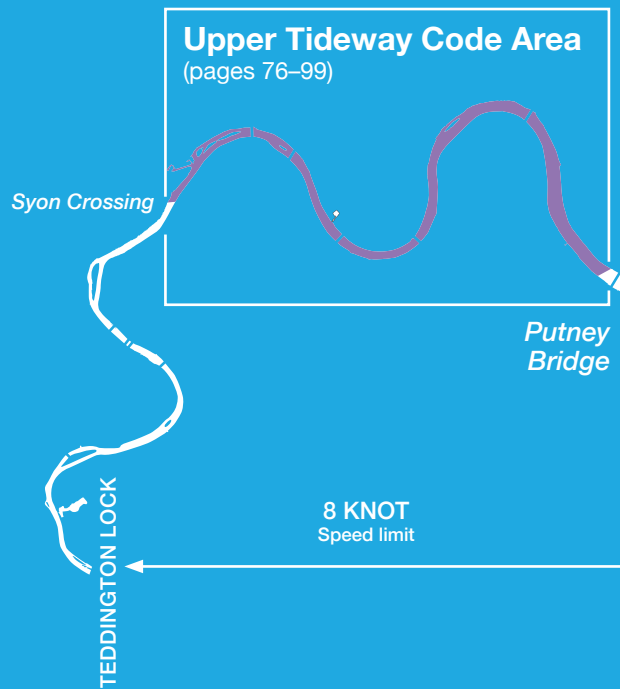 Upper Tideway Code Area
(pages 76–99)
Syon Crossing
Putney
Bridge
8 KNOT
Speed limit
TEDDINGTON LOCK